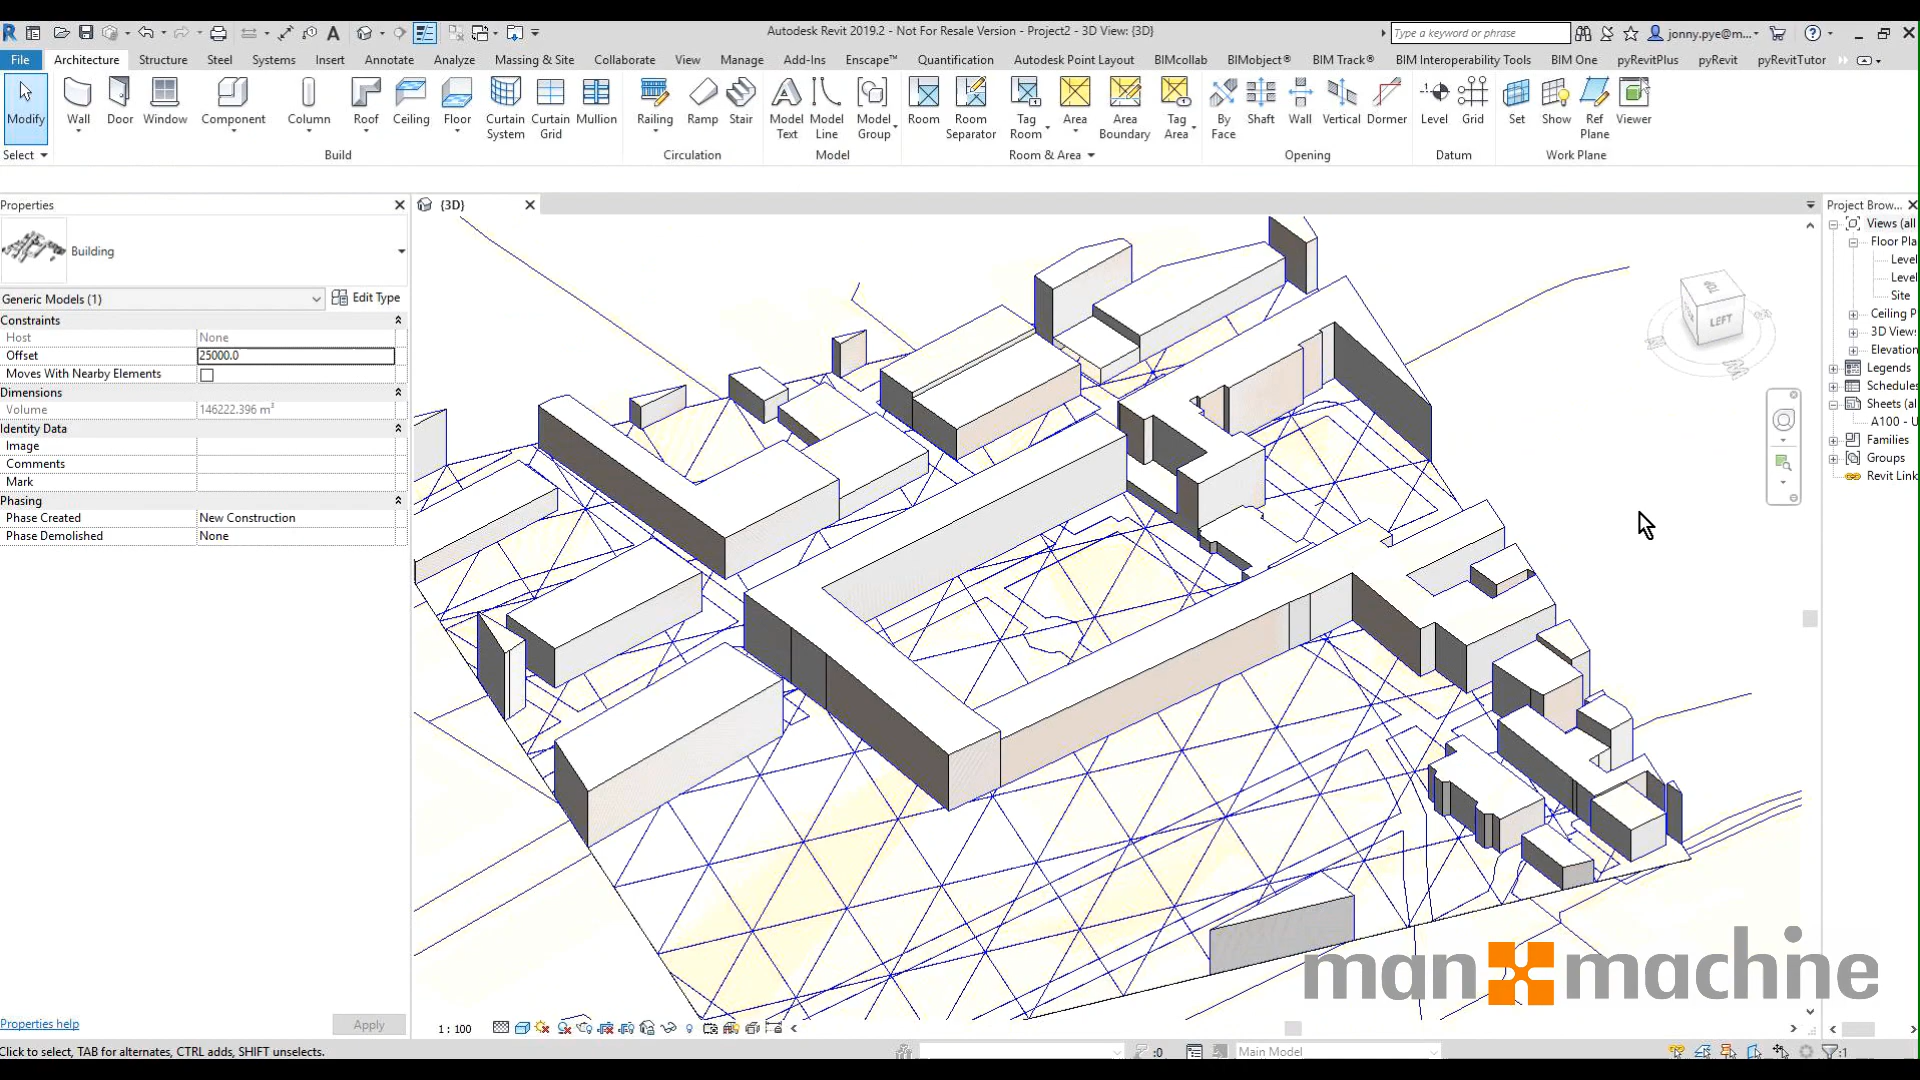 Autodesk Revit 2019.2 - Not For Resale Version - Project2 - 3D View: {3D}
Type a keyword or phrase
jonny.pye@m...
File Architecture Structure Steel Systems Insert Annotate Analyze Massing & Site Collaborate View Manage Add-Ins Enscape™ Quantification Autodesk Point Layout BIMcollab BIMobject® BIM Track® BIM Interoperability Tools BIM One pyRevitPlus pyRevit pyRevitTutor
Modify Wall Door Window Component Column Roof Ceiling Floor Curtain System Curtain Grid Mullion Railing Ramp Stair Model Text Model Line Model Group Room Room Separator Tag Room Area Area Boundary Tag Area By Face Shaft Wall Vertical Dormer Level Grid Set Show Ref Plane Viewer
Select Build Circulation Model Room & Area Opening Datum Work Plane
Properties
Building
Generic Models (1) Edit Type
Constraints
Host None
Offset 25000.0
Moves With Nearby Elements
Dimensions
Volume 146222.396 m³
Identity Data
Image
Comments
Mark
Phasing
Phase Created New Construction
Phase Demolished None
Properties help Apply
{3D}
TOP
LEFT
Project Brow...
Views (all
Floor Pla
Level
Level
Site
Ceiling P
3D Views
Elevation
Legends
Schedules
Sheets (al
A100 - U
Families
Groups
Revit Link
man machine
1 : 100
Click to select, TAB for alternates, CTRL adds, SHIFT unselects.
:0
Main Model
:1